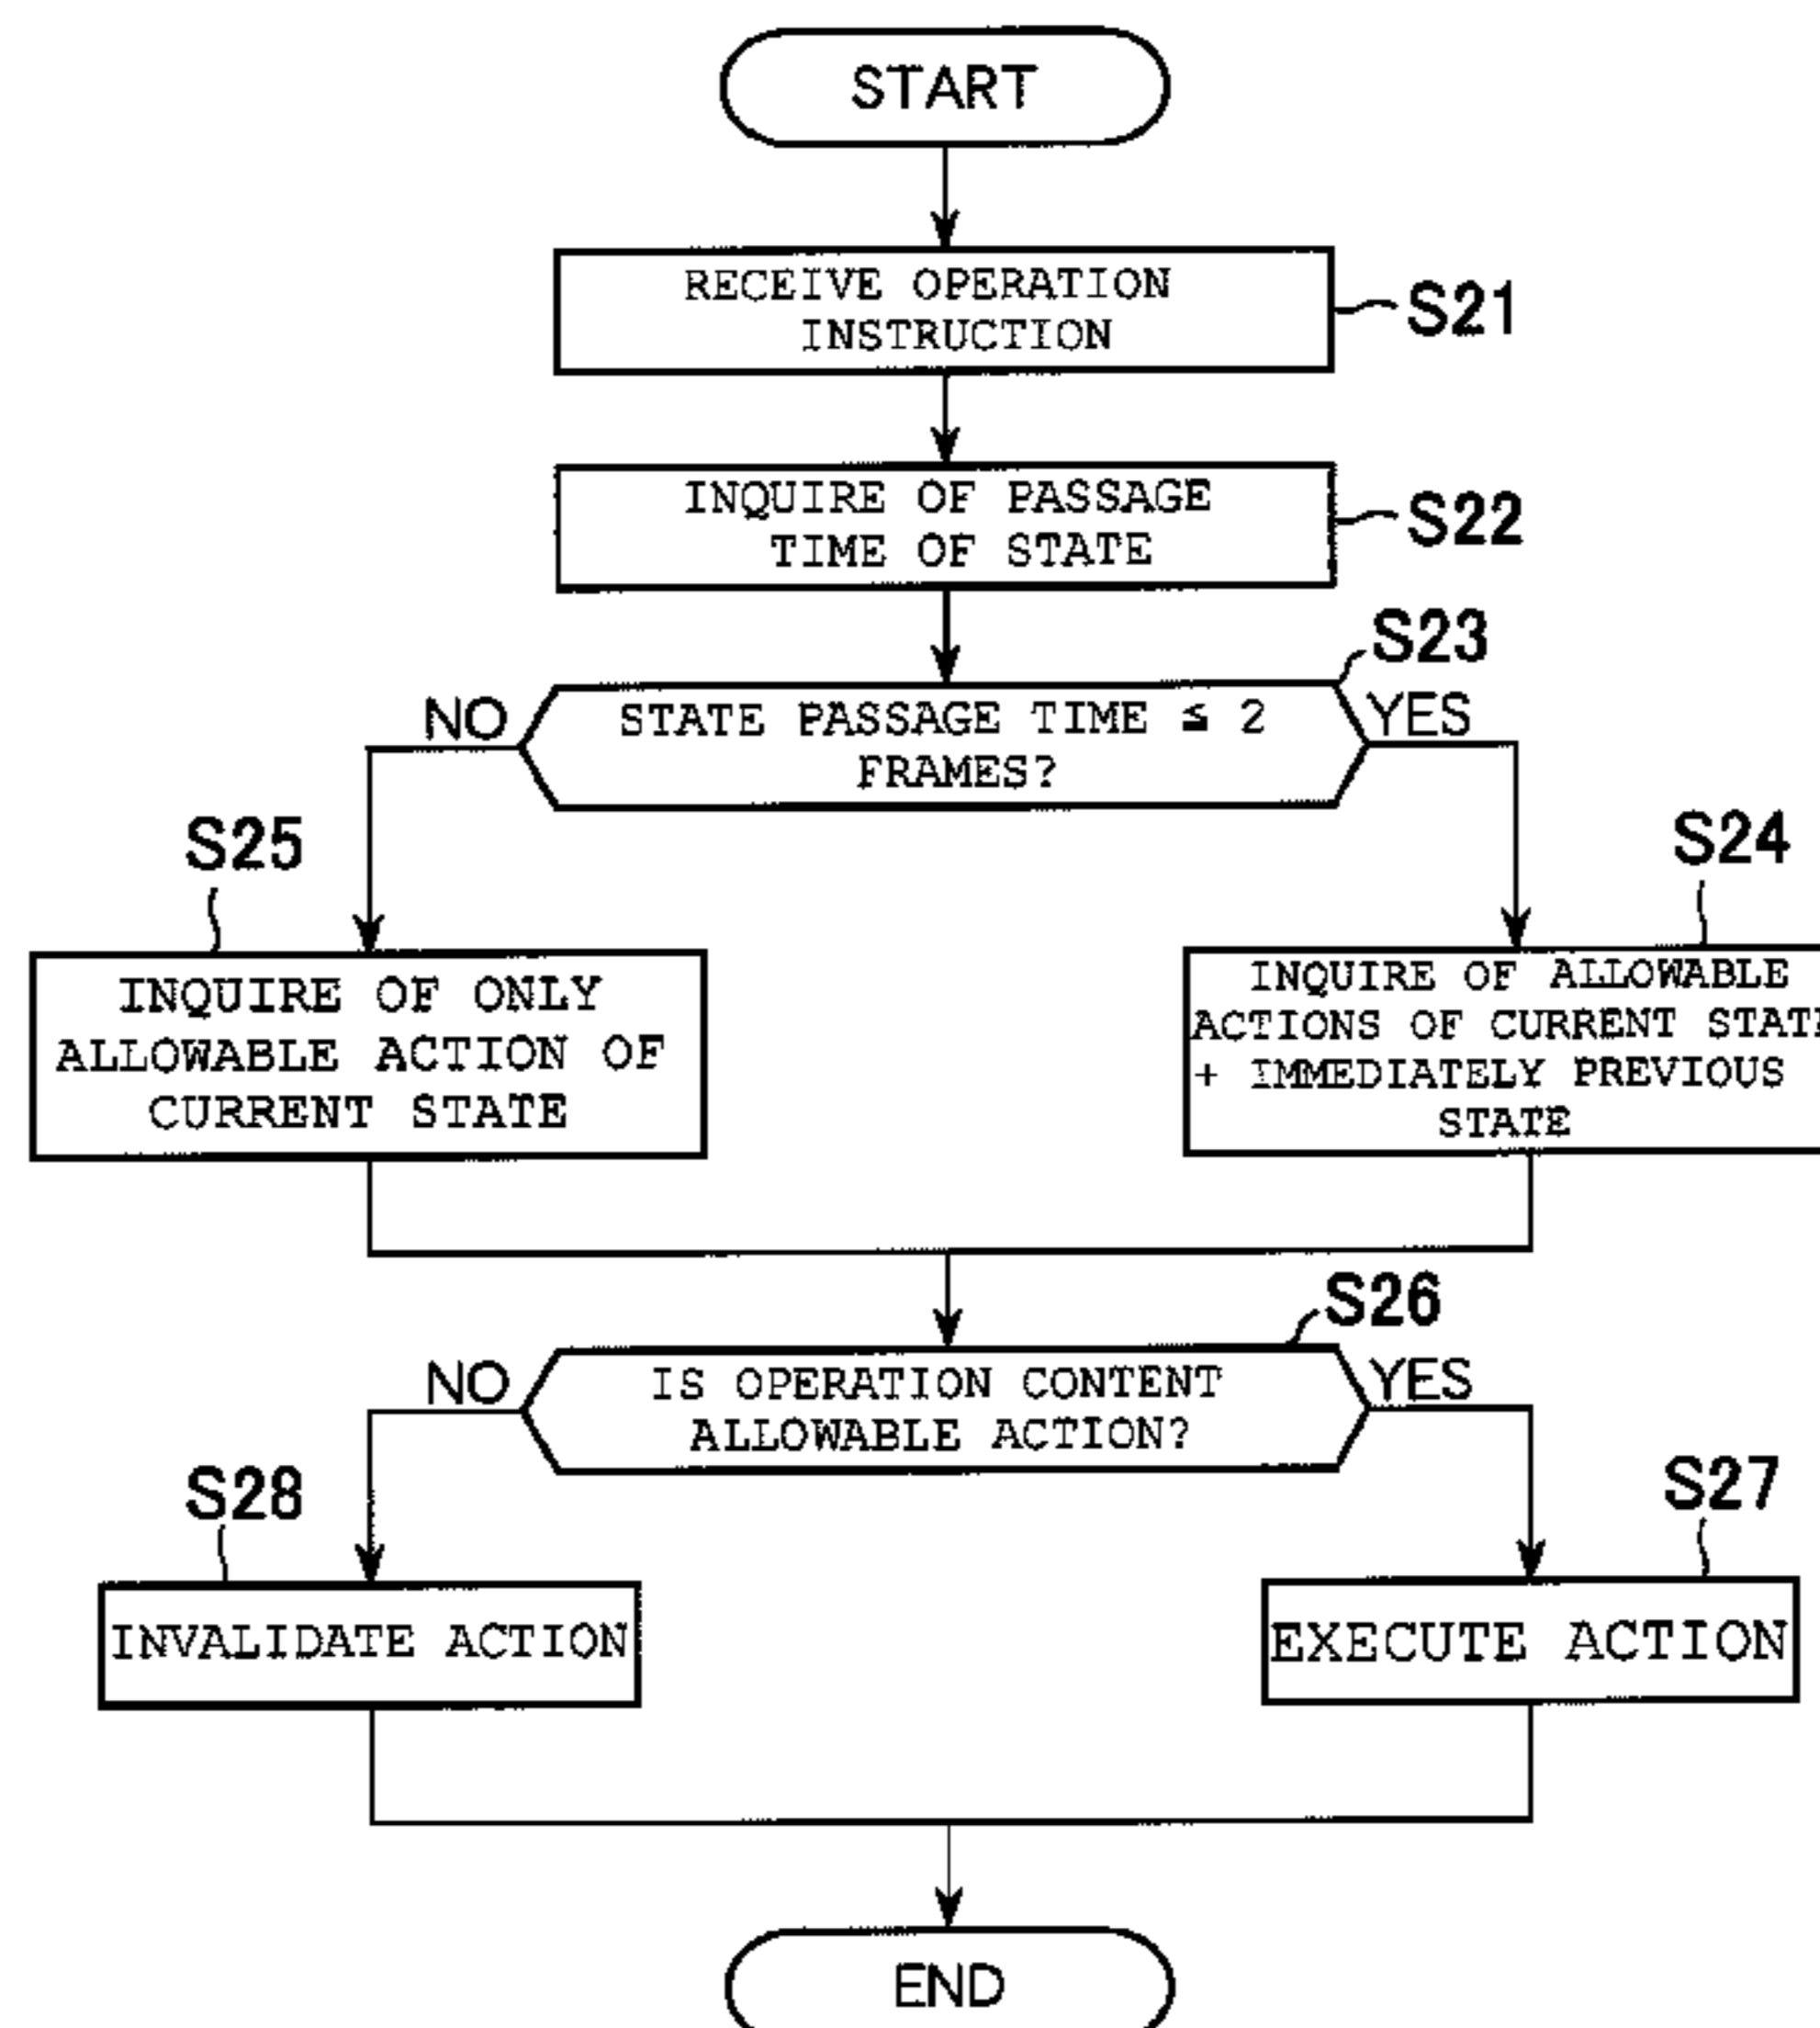 START
RECEIVE OPERATION
INSTRUCTION
S21
INQUIRE OF PASSAGE
TIME OF STATE
S22
S23
NO
STATE PASSAGE TIME ≦ 2
FRAMES?
YES
S25
INQUIRE OF ONLY
ALLOWABLE ACTION OF
CURRENT STATE
S24
INQUIRE OF ALLOWABLE
ACTIONS OF CURRENT STATE
+ IMMEDIATELY PREVIOUS
STATE
S26
NO
IS OPERATION CONTENT
ALLOWABLE ACTION?
YES
S28
INVALIDATE ACTION
S27
EXECUTE ACTION
END